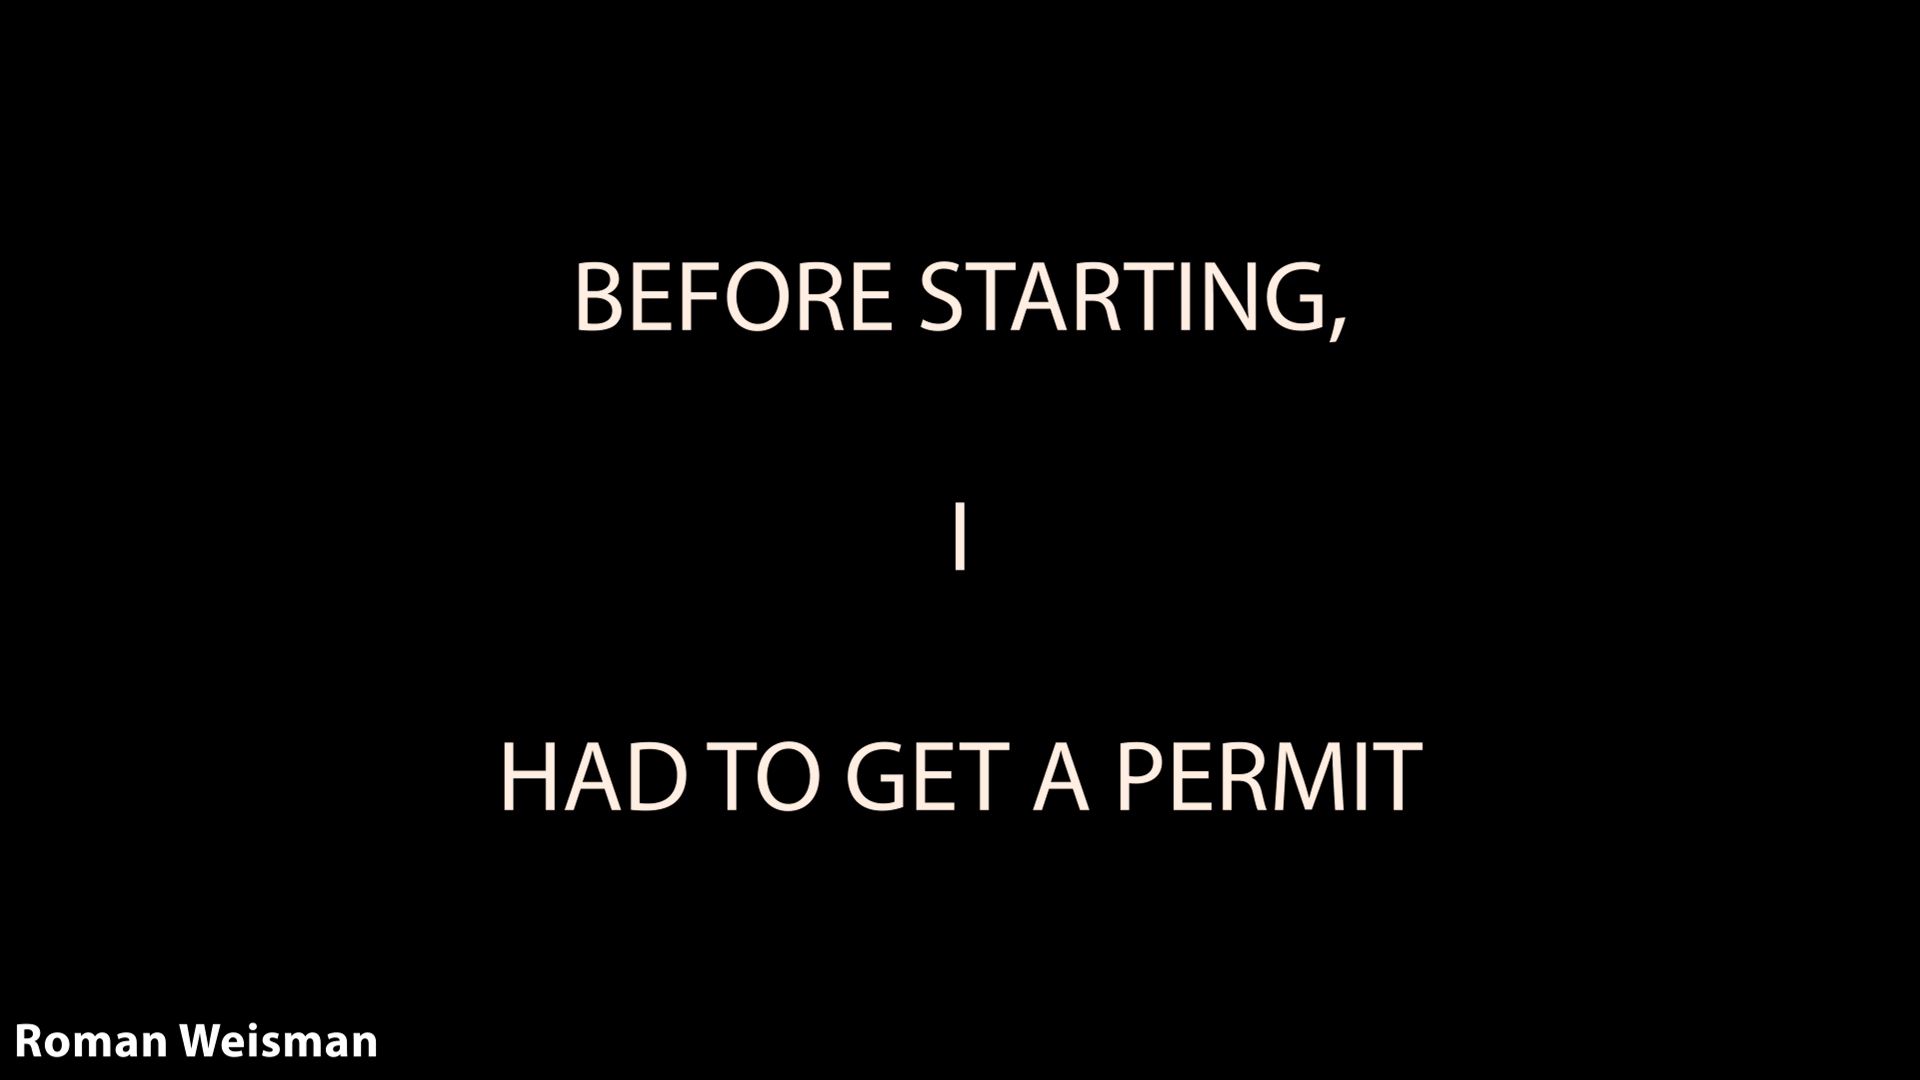 BEFORE STARTING,
I
HAD TO GET A PERMIT
Roman Weisman